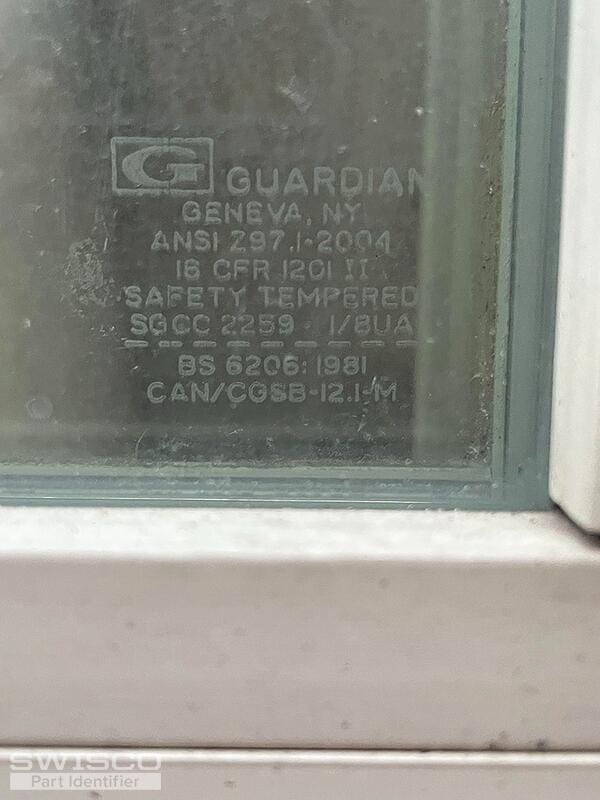 G GUARDIAN
GENEVA, NY
ANSI Z97.1-2004
16 CFR 1201 II
SAFETY TEMPERED
SGCC 2259 1/8UA
BS 6206:1981
CAN/CGSB-12.1-M
SWISCO
Part Identifier